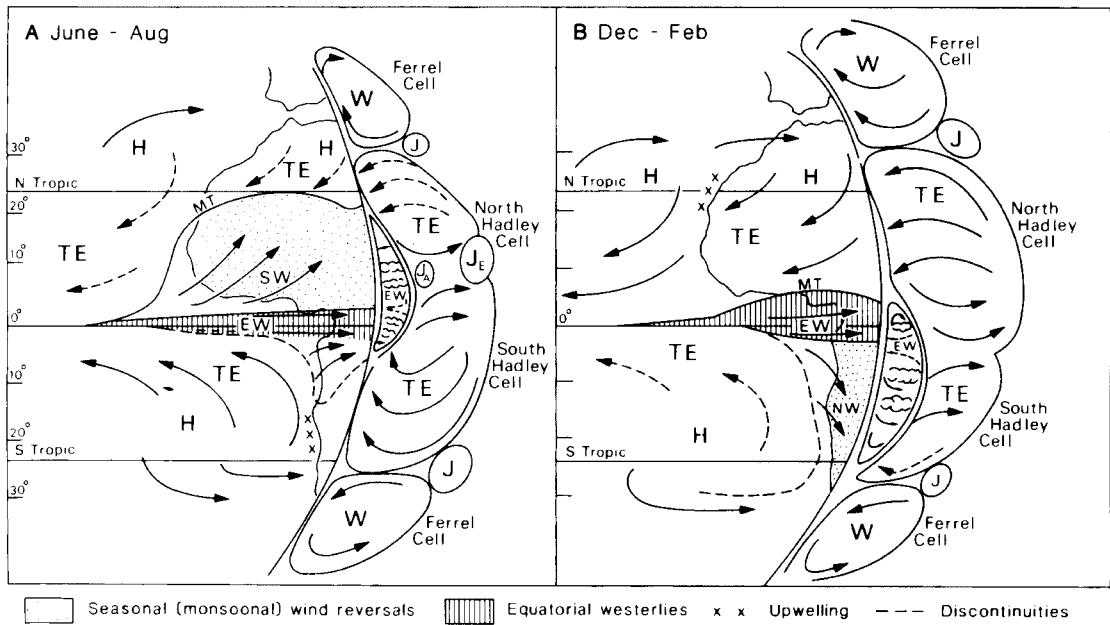 A June - Aug
Ferrel
Cell
W
J
H
H
30°
TE
N Tropic
MT
20°
TE
TE
North
Hadley
Cell
10°
SW
J_A
J_E
EW
0°
EW
TE
TE
South
Hadley
Cell
10°
H
20°
S Tropic
J
30°
W
Ferrel
Cell
B Dec - Feb
Ferrel
Cell
W
J
H
H
N Tropic
TE
TE
North
Hadley
Cell
MT
0°
EW
EW
TE
TE
NW
H
South
Hadley
Cell
S Tropic
J
W
Ferrel
Cell
Seasonal (monsoonal) wind reversals
Equatorial westerlies
x x Upwelling
Discontinuities